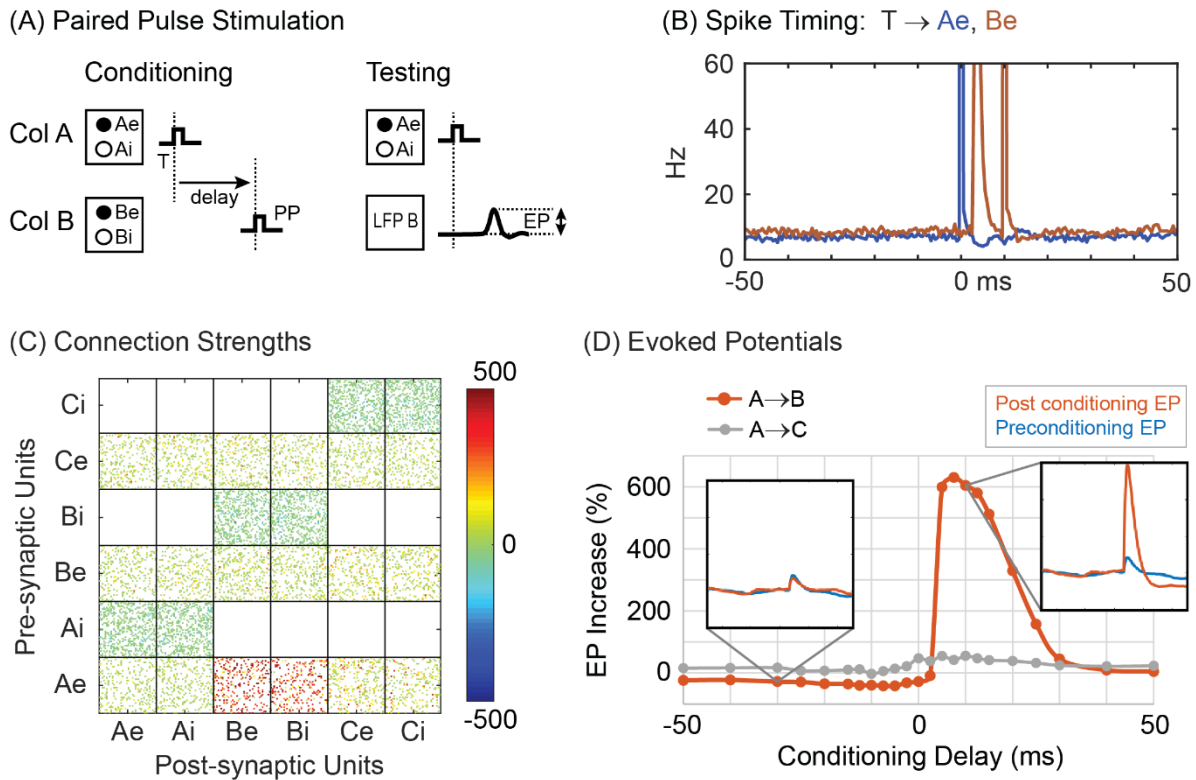 (A) Paired Pulse Stimulation
Conditioning
Testing
Col A
Ae
Ai
T
delay
Col B
Be
Bi
PP
Ae
Ai
LFP B
EP
(B) Spike Timing: T → Ae, Be
60
40
20
0
Hz
-50
0 ms
50
(C) Connection Strengths
Pre-synaptic Units
Ci
Ce
Bi
Be
Ai
Ae
Ae Ai Be Bi Ce Ci
Post-synaptic Units
500
0
-500
(D) Evoked Potentials
A→B
A→C
Post conditioning EP
Preconditioning EP
EP Increase (%)
600
400
200
0
-50
0
50
Conditioning Delay (ms)